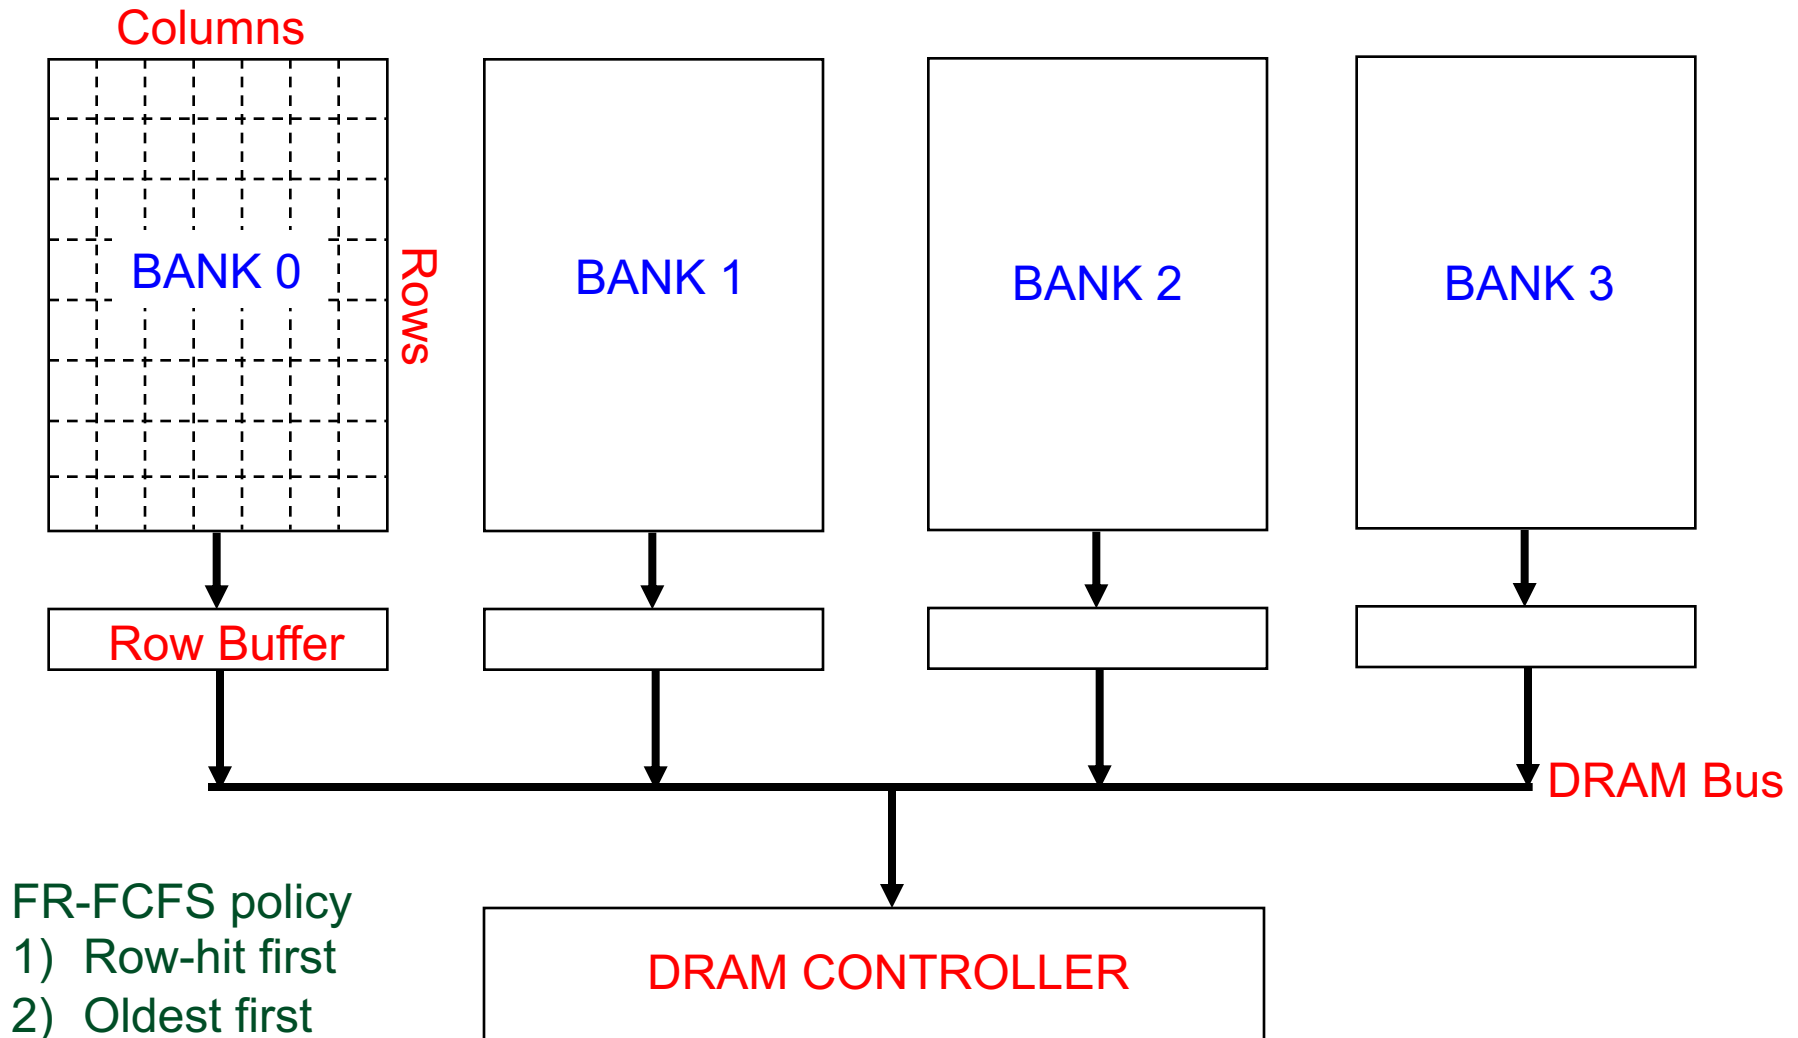 Columns
BANK 0
Rows
BANK 1
BANK 2
BANK 3
Row Buffer
DRAM Bus
FR-FCFS policy
1) Row-hit first
2) Oldest first
DRAM CONTROLLER